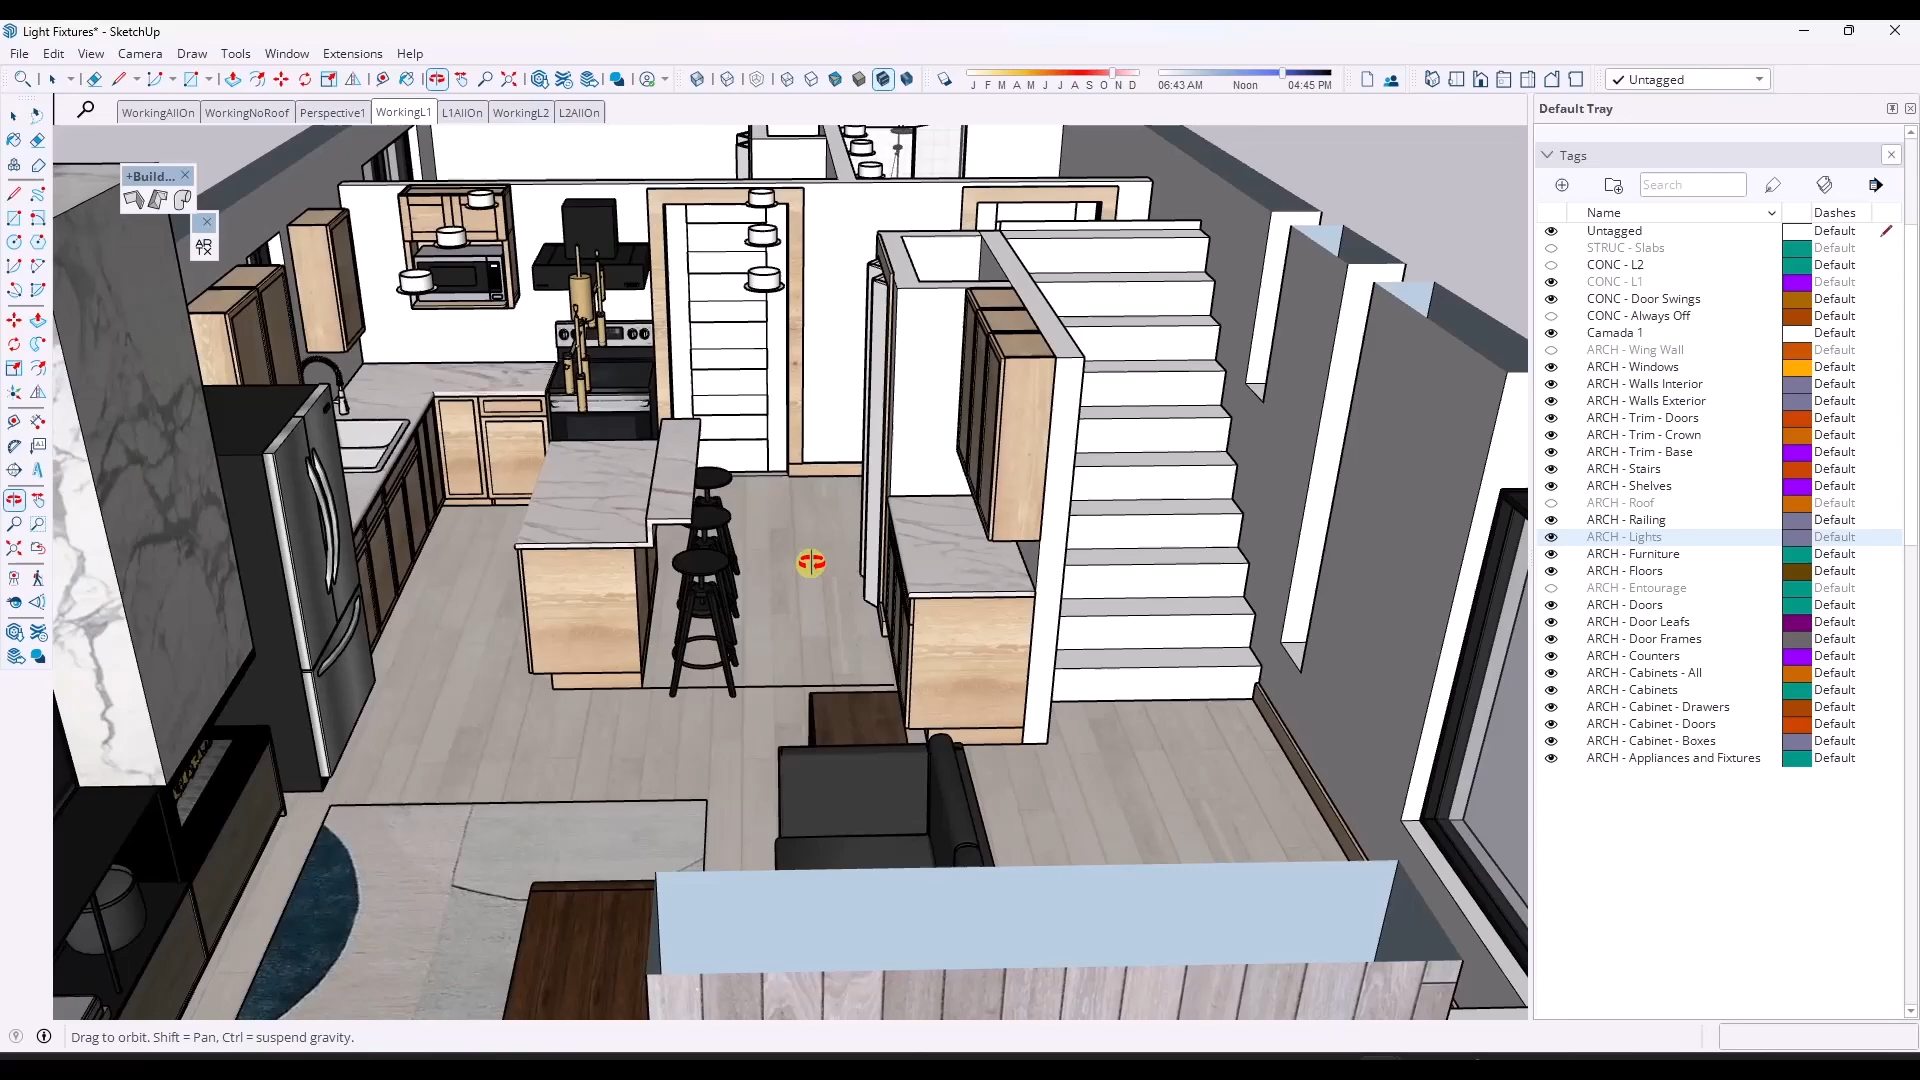 Light Fixtures* - SketchUp
File Edit View Camera Draw Tools Window Extensions Help
J F M A M J J A S O N D
06:43 AM Noon 04:45 PM
Untagged
WorkingAllOn WorkingNoRoof Perspective1 WorkingL1 L1AllOn WorkingL2 L2AllOn
+Build...
AR
TX
Default Tray
Tags
Search
Name Dashes
Untagged Default
STRUC - Slabs Default
CONC - L2 Default
CONC - L1 Default
CONC - Door Swings Default
CONC - Always Off Default
Camada 1 Default
ARCH - Wing Wall Default
ARCH - Windows Default
ARCH - Walls Interior Default
ARCH - Walls Exterior Default
ARCH - Trim - Doors Default
ARCH - Trim - Crown Default
ARCH - Trim - Base Default
ARCH - Stairs Default
ARCH - Shelves Default
ARCH - Roof Default
ARCH - Railing Default
ARCH - Lights Default
ARCH - Furniture Default
ARCH - Floors Default
ARCH - Entourage Default
ARCH - Doors Default
ARCH - Door Leafs Default
ARCH - Door Frames Default
ARCH - Counters Default
ARCH - Cabinets - All Default
ARCH - Cabinets Default
ARCH - Cabinet - Drawers Default
ARCH - Cabinet - Doors Default
ARCH - Cabinet - Boxes Default
ARCH - Appliances and Fixtures Default
Drag to orbit. Shift = Pan, Ctrl = suspend gravity.